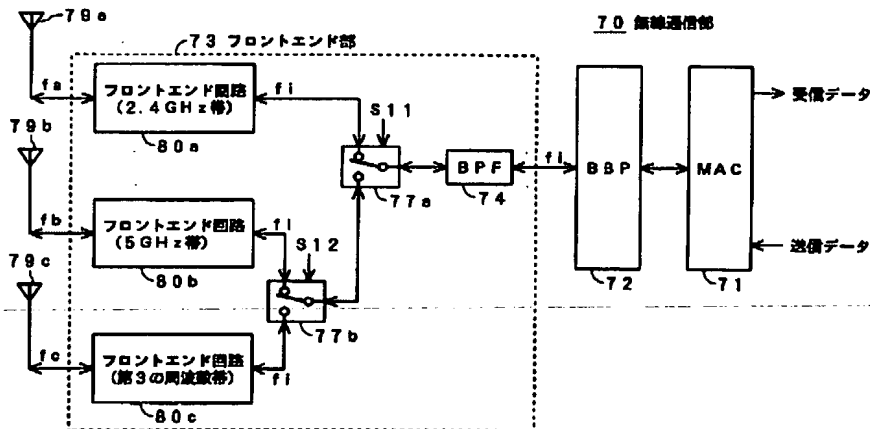 70 無線通信部
73 フロントエンド部
79a
fa
フロントエンド回路
(2.4GHz帯)
80a
fi
S11
77a
BPF
74
fi
BBP
72
MAC
71
受信データ
送信データ
79b
fb
フロントエンド回路
(5GHz帯)
80b
fi
S12
77b
79c
fc
フロントエンド回路
(第3の周波数帯)
80c
fi